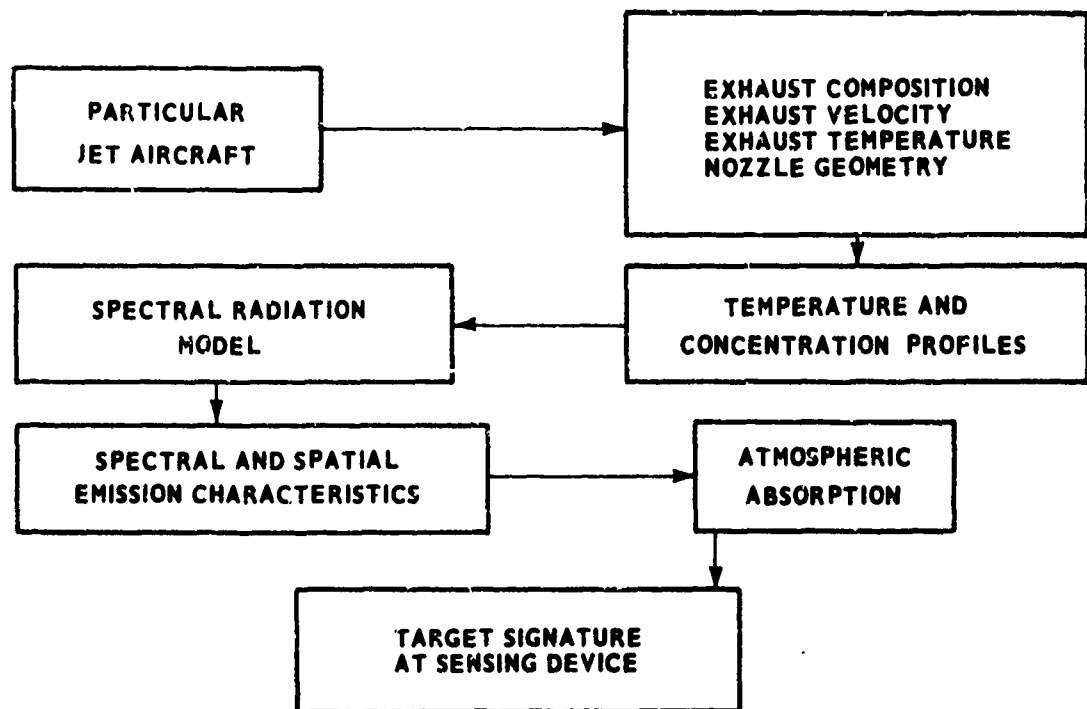 PARTICULAR
JET AIRCRAFT
EXHAUST COMPOSITION
EXHAUST VELOCITY
EXHAUST TEMPERATURE
NOZZLE GEOMETRY
TEMPERATURE AND
CONCENTRATION PROFILES
SPECTRAL RADIATION
MODEL
SPECTRAL AND SPATIAL
EMISSION CHARACTERISTICS
ATMOSPHERIC
ABSORPTION
TARGET SIGNATURE
AT SENSING DEVICE